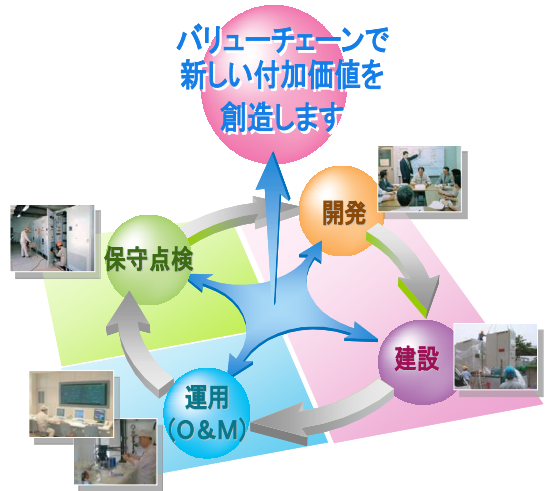 バリューチェーンで
新しい付加価値を
創造します
開発
保守点検
建設
運用
(O&M)